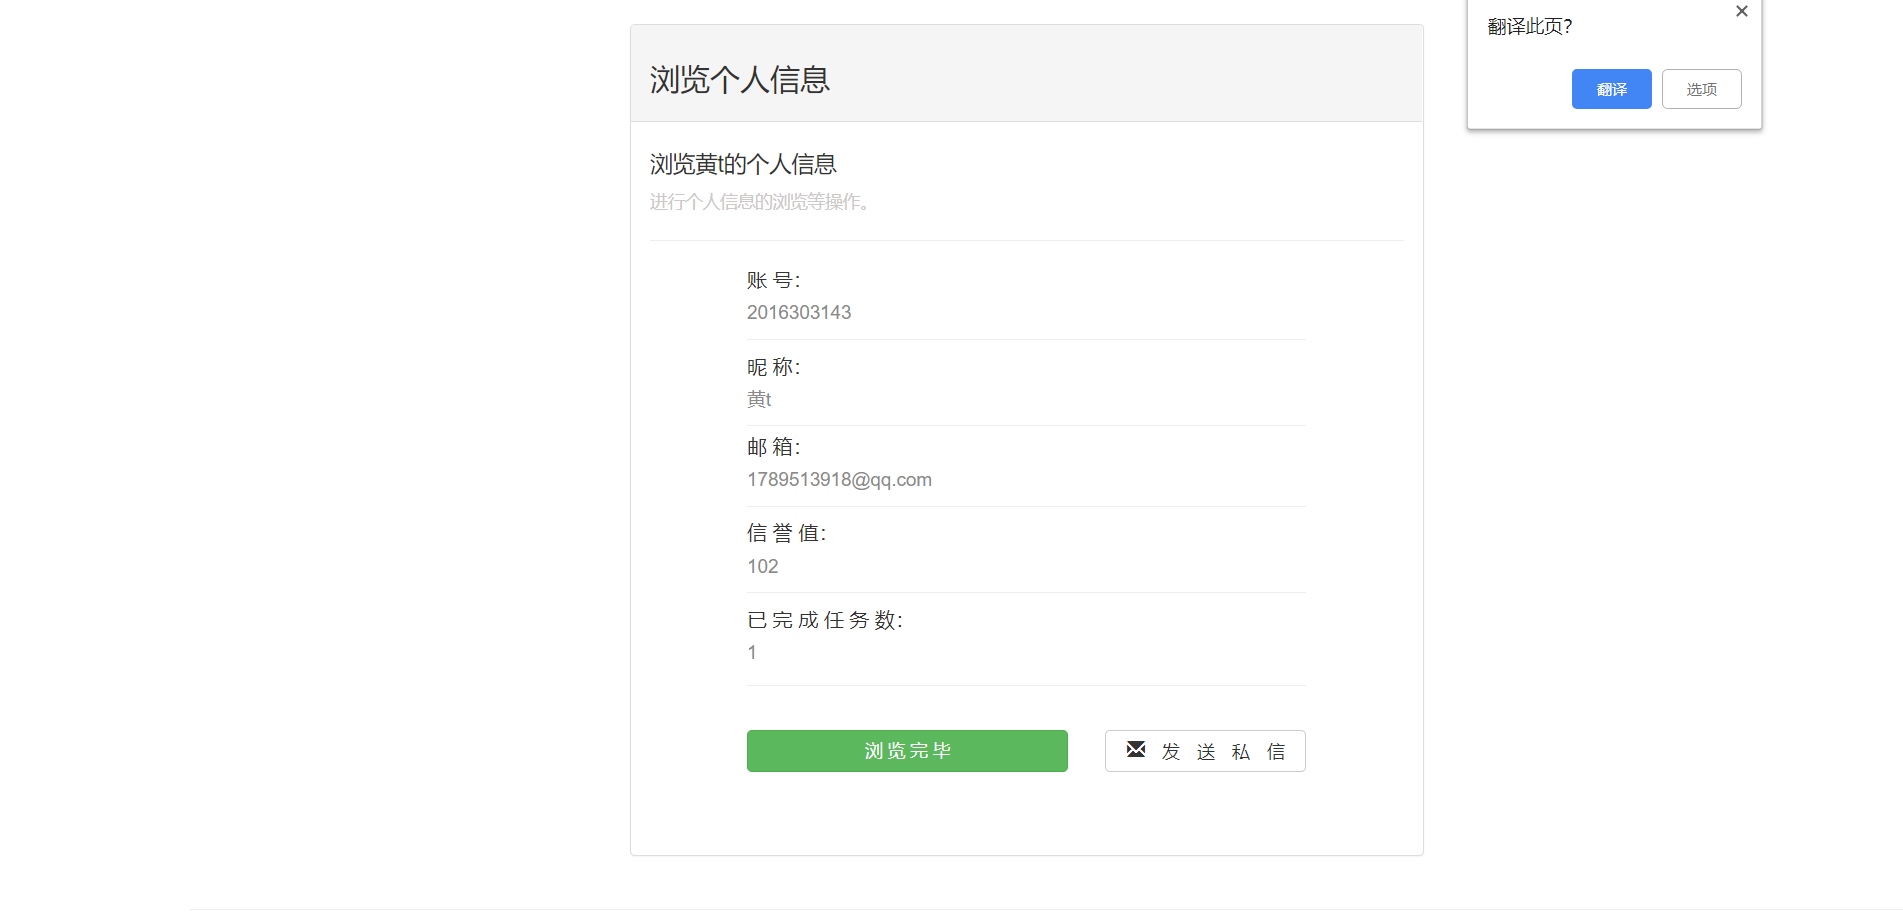 翻译此页?
翻译
选项
浏览个人信息
浏览黄t的个人信息
进行个人信息的浏览等操作。
账 号：
2016303143
昵 称：
黄t
邮 箱：
1789513918@qq.com
信 誉 值：
102
已 完 成 任 务 数：
1
浏览完毕
发 送 私 信